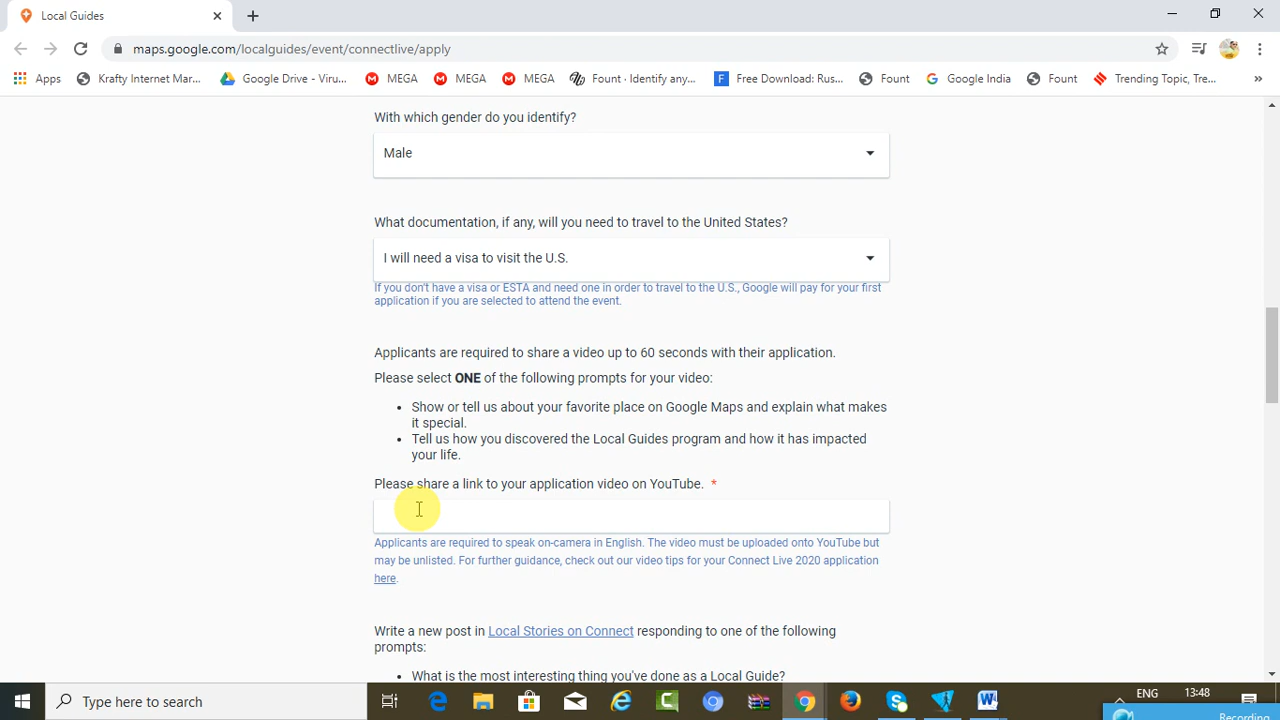 Local Guides
maps.google.com/localguides/event/connectlive/apply
Apps Krafty Internet Mar... Google Drive - Viru... MEGA MEGA MEGA Fount · Identify any... F Free Download: Rus... Fount Google India Fount Trending Topic, Tre... »
With which gender do you identify?
Male
What documentation, if any, will you need to travel to the United States?
I will need a visa to visit the U.S.
If you don't have a visa or ESTA and need one in order to travel to the U.S., Google will pay for your first
application if you are selected to attend the event.
Applicants are required to share a video up to 60 seconds with their application.
Please select ONE of the following prompts for your video:
• Show or tell us about your favorite place on Google Maps and explain what makes
it special.
• Tell us how you discovered the Local Guides program and how it has impacted
your life.
Please share a link to your application video on YouTube. *
Applicants are required to speak on-camera in English. The video must be uploaded onto YouTube but
may be unlisted. For further guidance, check out our video tips for your Connect Live 2020 application
here.
Write a new post in Local Stories on Connect responding to one of the following
prompts:
• What is the most interesting thing you've done as a Local Guide?
Type here to search
ENG 13:48
Recording